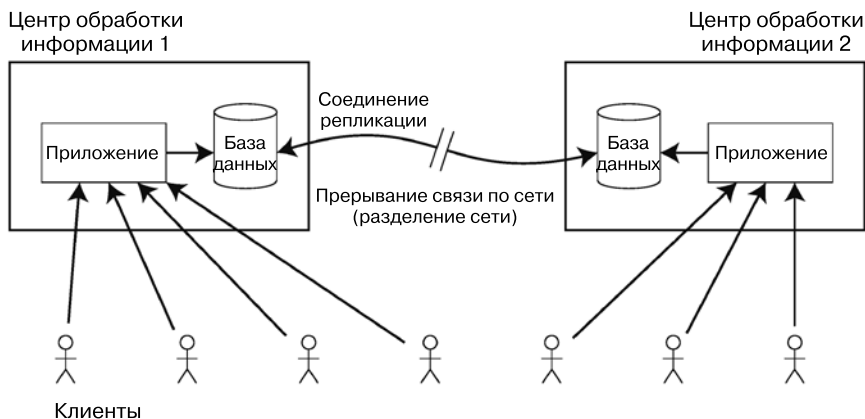 Центр обработки
информации 1
Центр обработки
информации 2
Соединение
репликации
Приложение
База
данных
База
данных
Приложение
Прерывание связи по сети
(разделение сети)
Клиенты